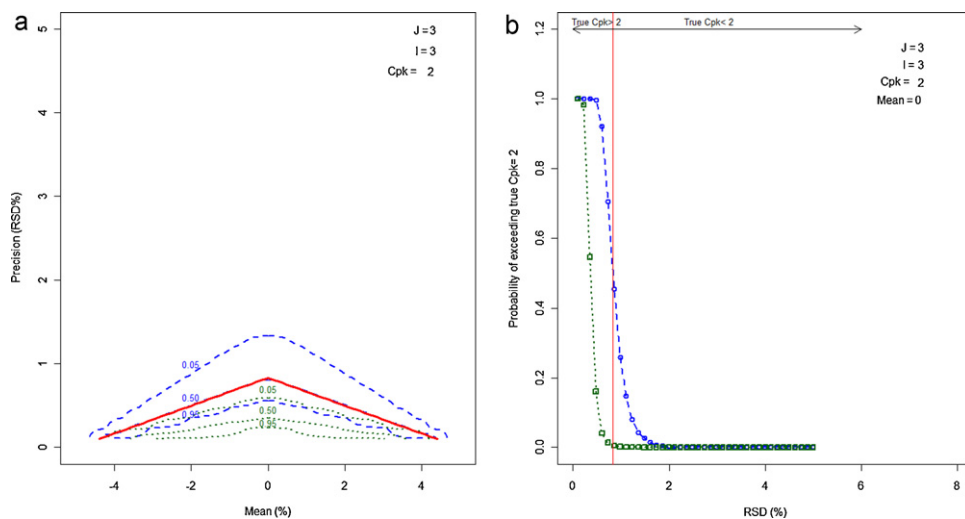 a
J = 3
I = 3
Cpk = 2
Precision (RSD%)
5
4
3
2
1
0
0.05
0.50
0.95
0.05
0.50
0.95
-4
-2
0
2
4
Mean (%)
b
True Cpk> 2
True Cpk< 2
J = 3
I = 3
Cpk = 2
Mean = 0
Probability of exceeding true Cpk= 2
1.2
1.0
0.8
0.6
0.4
0.2
0.0
0
2
4
6
8
RSD (%)